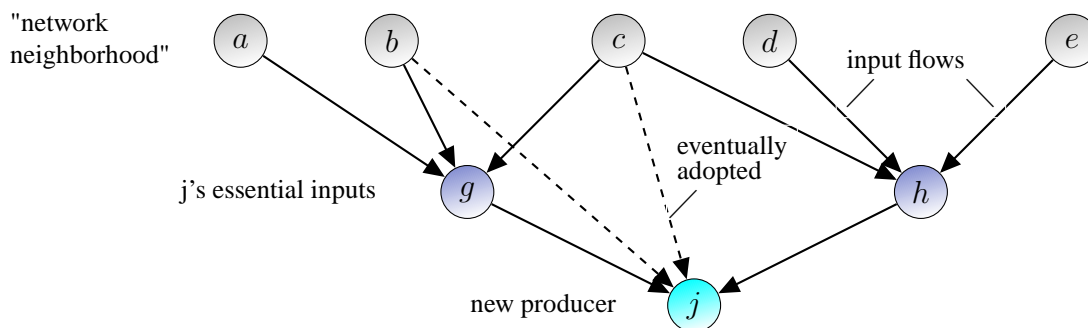 "network
neighborhood"
a
b
c
d
e
input flows
eventually
adopted
j's essential inputs
g
h
new producer
j